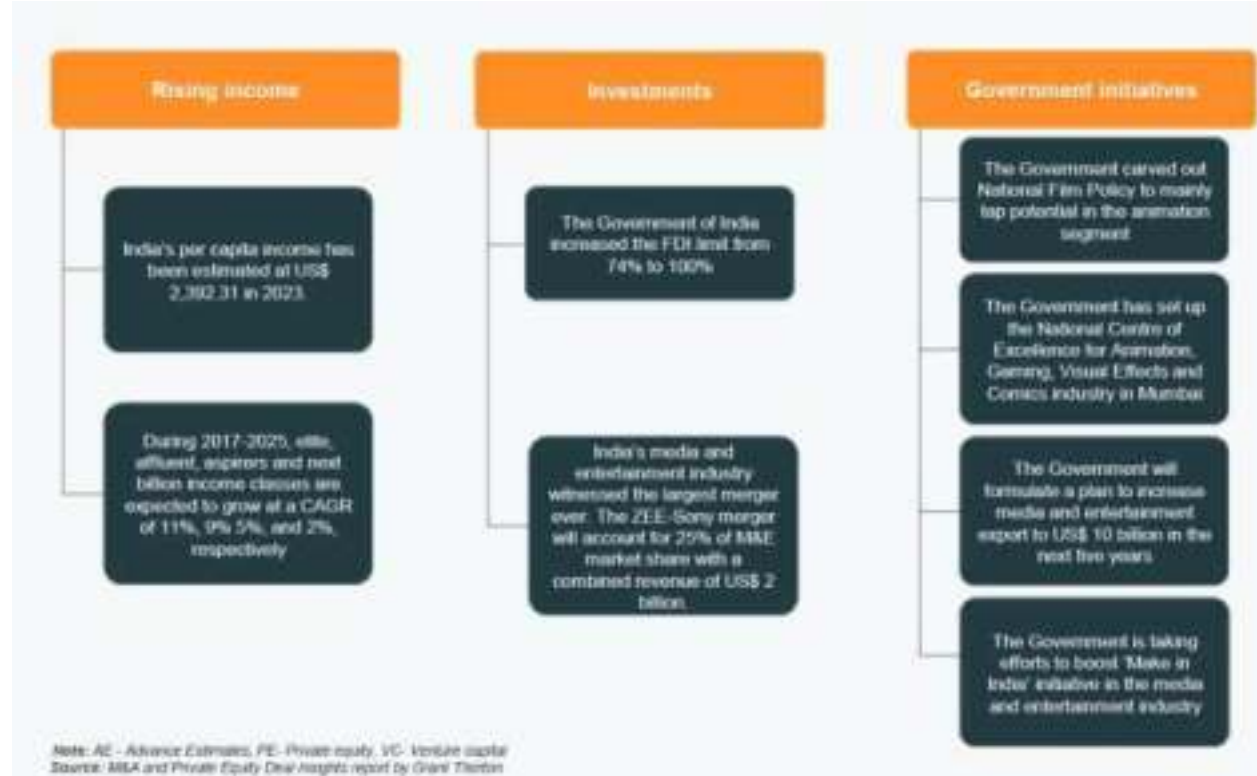 Rising income
India's per capita income has
been estimated at US$
2,392.31 in 2023.
During 2017-2025, elite,
affluent, aspirers and next
billion income classes are
expected to grow at a CAGR
of 11%, 9% 5%, and 2%,
respectively
Investments
The Government of India
increased the FDI limit from
74% to 100%
India's media and
entertainment industry
witnessed the largest merger
ever. The ZEE-Sony merger
will account for 25% of M&E
market share with a
combined revenue of US$ 2
billion.
Government initiatives
The Government carved out
National Film Policy to mainly
tap potential in the animation
segment
The Government has set up
the National Centre of
Excellence for Animation,
Gaming, Visual Effects and
Comics industry in Mumbai
The Government will
formulate a plan to increase
media and entertainment
export to US$ 10 billion in the
next five years
The Government is taking
efforts to boost 'Make in
India' initiative in the media
and entertainment industry
Note: AE - Advance Estimates, PE- Private equity, VC- Venture capital
Source: M&A and Private Equity Deal insights report by Grant Thorton